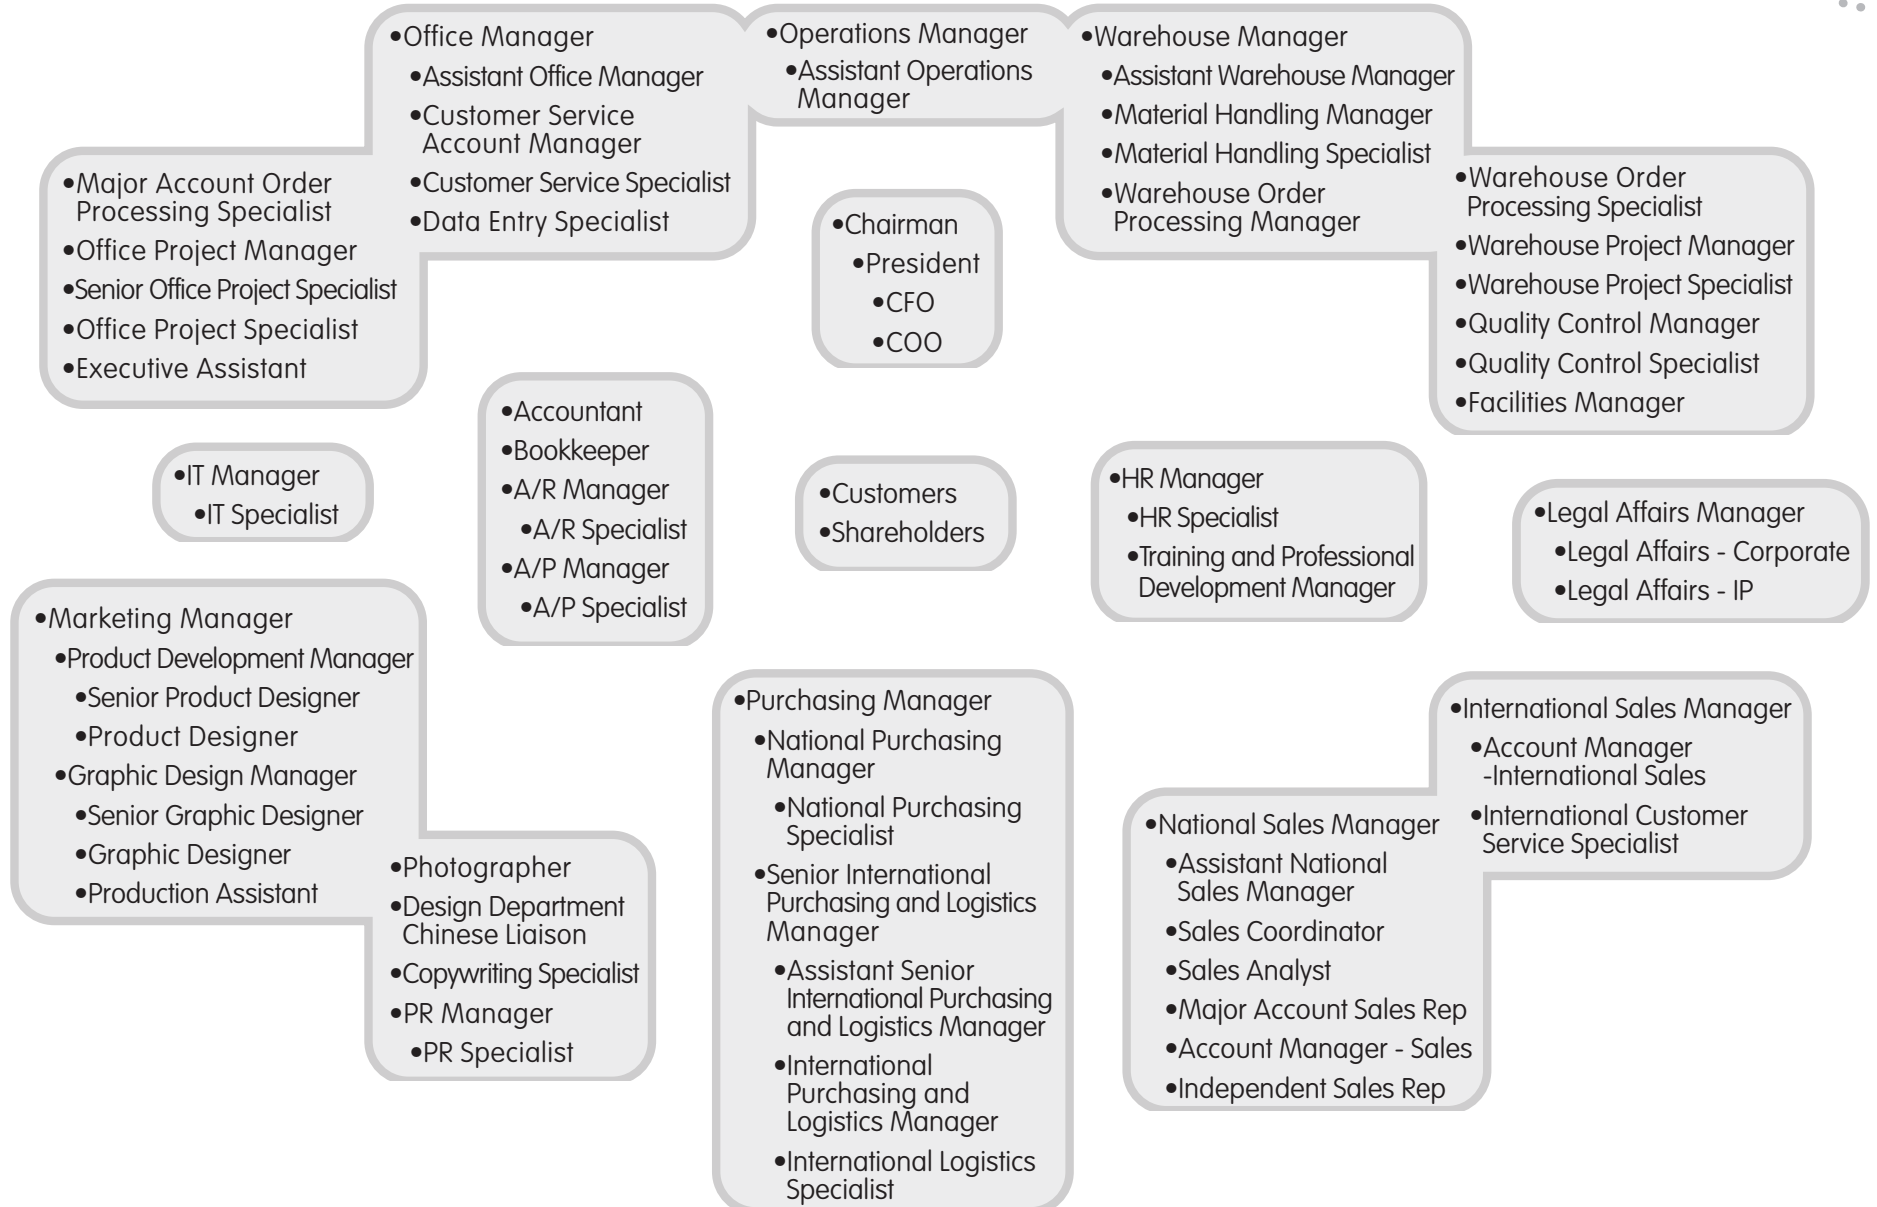 •Office Manager
•Assistant Office Manager
•Customer Service
Account Manager
•Customer Service Specialist
•Data Entry Specialist
•Operations Manager
•Assistant Operations
Manager
•Warehouse Manager
•Assistant Warehouse Manager
•Material Handling Manager
•Material Handling Specialist
•Warehouse Order
Processing Manager
•Major Account Order
Processing Specialist
•Office Project Manager
•Senior Office Project Specialist
•Office Project Specialist
•Executive Assistant
•Chairman
•President
•CFO
•COO
•Warehouse Order
Processing Specialist
•Warehouse Project Manager
•Warehouse Project Specialist
•Quality Control Manager
•Quality Control Specialist
•Facilities Manager
•IT Manager
•IT Specialist
•Accountant
•Bookkeeper
•A/R Manager
•A/R Specialist
•A/P Manager
•A/P Specialist
•Customers
•Shareholders
•HR Manager
•HR Specialist
•Training and Professional
Development Manager
•Legal Affairs Manager
•Legal Affairs - Corporate
•Legal Affairs - IP
•Marketing Manager
•Product Development Manager
•Senior Product Designer
•Product Designer
•Graphic Design Manager
•Senior Graphic Designer
•Graphic Designer
•Production Assistant
•Photographer
•Design Department
Chinese Liaison
•Copywriting Specialist
•PR Manager
•PR Specialist
•Purchasing Manager
•National Purchasing
Manager
•National Purchasing
Specialist
•Senior International
Purchasing and Logistics
Manager
•Assistant Senior
International Purchasing
and Logistics Manager
•International
Purchasing and
Logistics Manager
•International Logistics
Specialist
•National Sales Manager
•Assistant National
Sales Manager
•Sales Coordinator
•Sales Analyst
•Major Account Sales Rep
•Account Manager - Sales
•Independent Sales Rep
•International Sales Manager
•Account Manager
-International Sales
•International Customer
Service Specialist